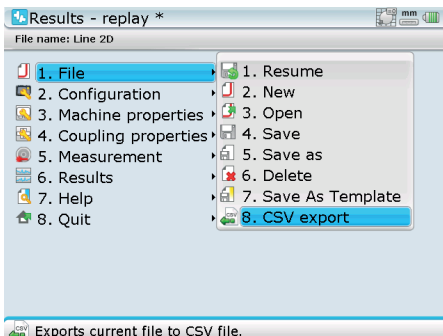 Results - replay *
mm
File name: Line 2D
1. File
2. Configuration
3. Machine properties
4. Coupling properties
5. Measurement
6. Results
7. Help
8. Quit
1. Resume
2. New
3. Open
4. Save
5. Save as
6. Delete
7. Save As Template
CSV
8. CSV export
CSV
Exports current file to CSV file.